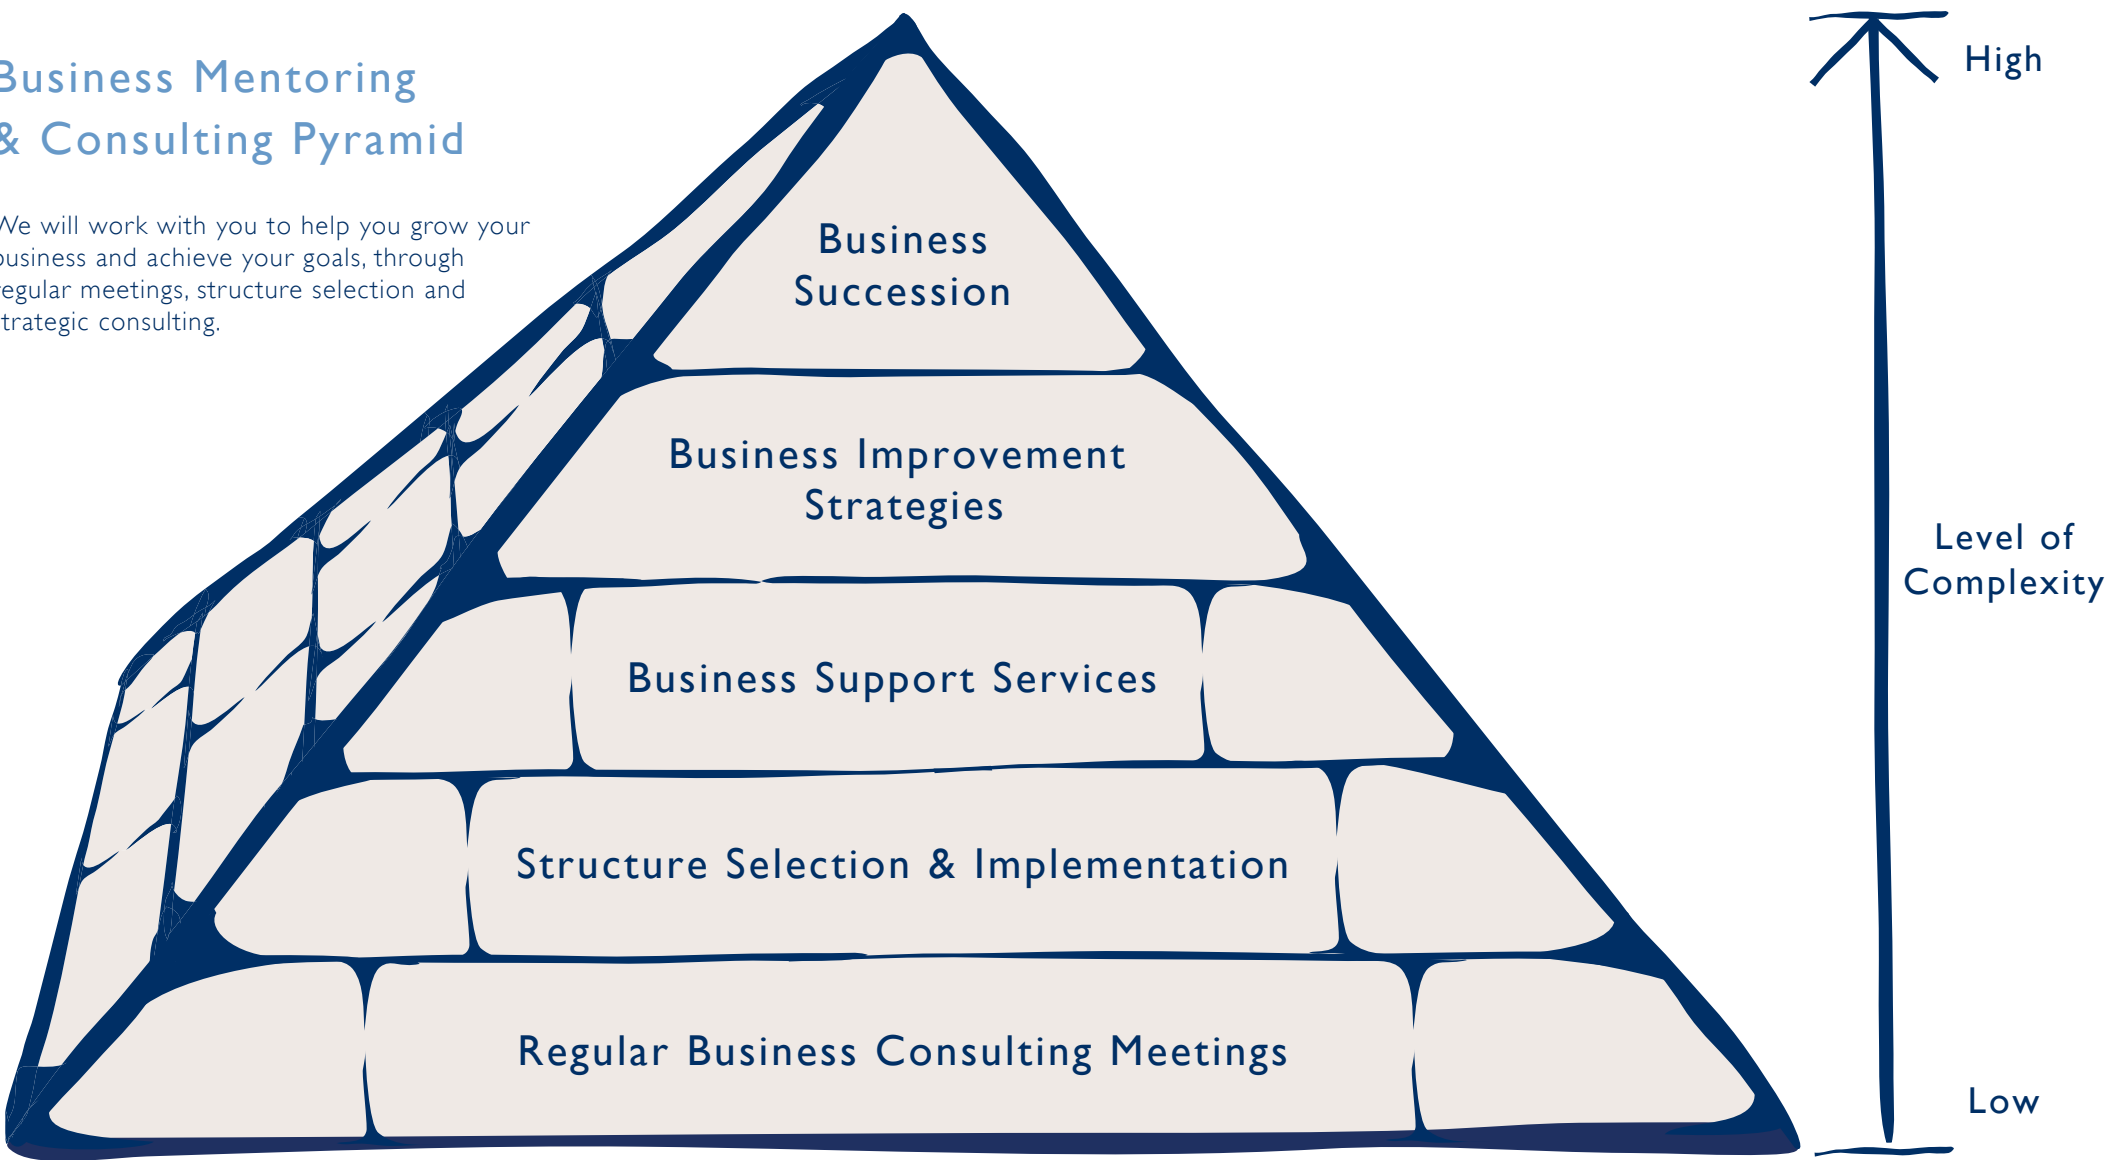 Business Mentoring
& Consulting Pyramid
We will work with you to help you grow your
business and achieve your goals, through
regular meetings, structure selection and
strategic consulting.
Business
Succession
Business Improvement
Strategies
Business Support Services
Structure Selection & Implementation
Regular Business Consulting Meetings
High
Level of
Complexity
Low